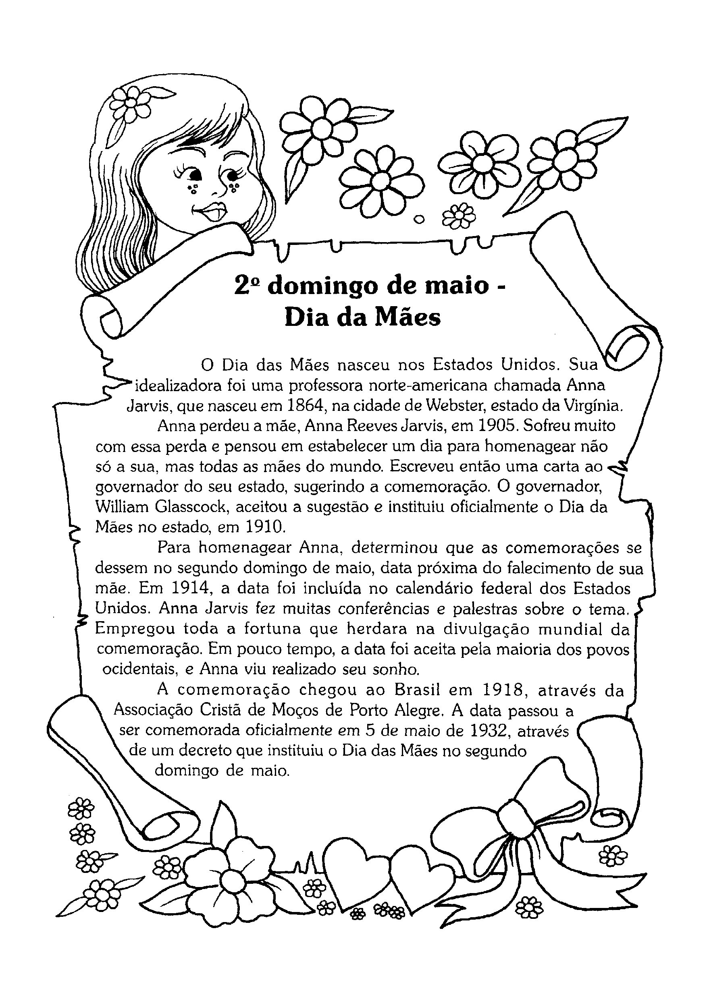 2º domingo de maio -
Dia da Mães
O Dia das Mães nasceu nos Estados Unidos. Sua
idealizadora foi uma professora norte-americana chamada Anna
Jarvis, que nasceu em 1864, na cidade de Webster, estado da Virgínia.
Anna perdeu a mãe, Anna Reeves Jarvis, em 1905. Sofreu muito
com essa perda e pensou em estabelecer um dia para homenagear não
só a sua, mas todas as mães do mundo. Escreveu então uma carta ao
governador do seu estado, sugerindo a comemoração. O governador,
William Glasscock, aceitou a sugestão e instituiu oficialmente o Dia da
Mães no estado, em 1910.
Para homenagear Anna, determinou que as comemorações se
dessem no segundo domingo de maio, data próxima do falecimento de sua
mãe. Em 1914, a data foi incluída no calendário federal dos Estados
Unidos. Anna Jarvis fez muitas conferências e palestras sobre o tema.
Empregou toda a fortuna que herdara na divulgação mundial da
comemoração. Em pouco tempo, a data foi aceita pela maioria dos povos
ocidentais, e Anna viu realizado seu sonho.
A comemoração chegou ao Brasil em 1918, através da
Associação Cristã de Moços de Porto Alegre. A data passou a
ser comemorada oficialmente em 5 de maio de 1932, através
de um decreto que instituiu o Dia das Mães no segundo
domingo de maio.